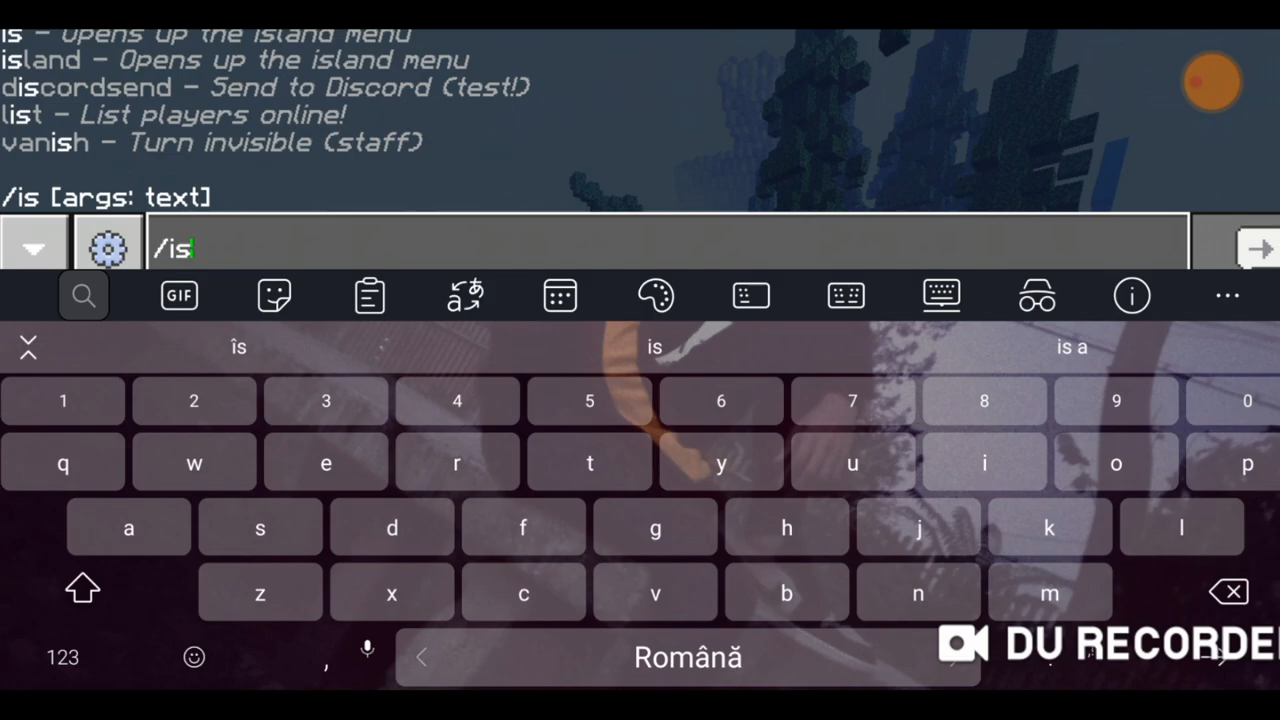 is - Opens up the island menu
island - Opens up the island menu
discordsend - Send to Discord (test!)
list - List players online!
vanish - Turn invisible (staff)
/is [args: text]
/is
GIF
îs is is a
1 2 3 4 5 6 7 8 9 0
q w e r t y u i o p
a s d f g h j k l
z x c v b n m
123 , Română .
DU RECORDE